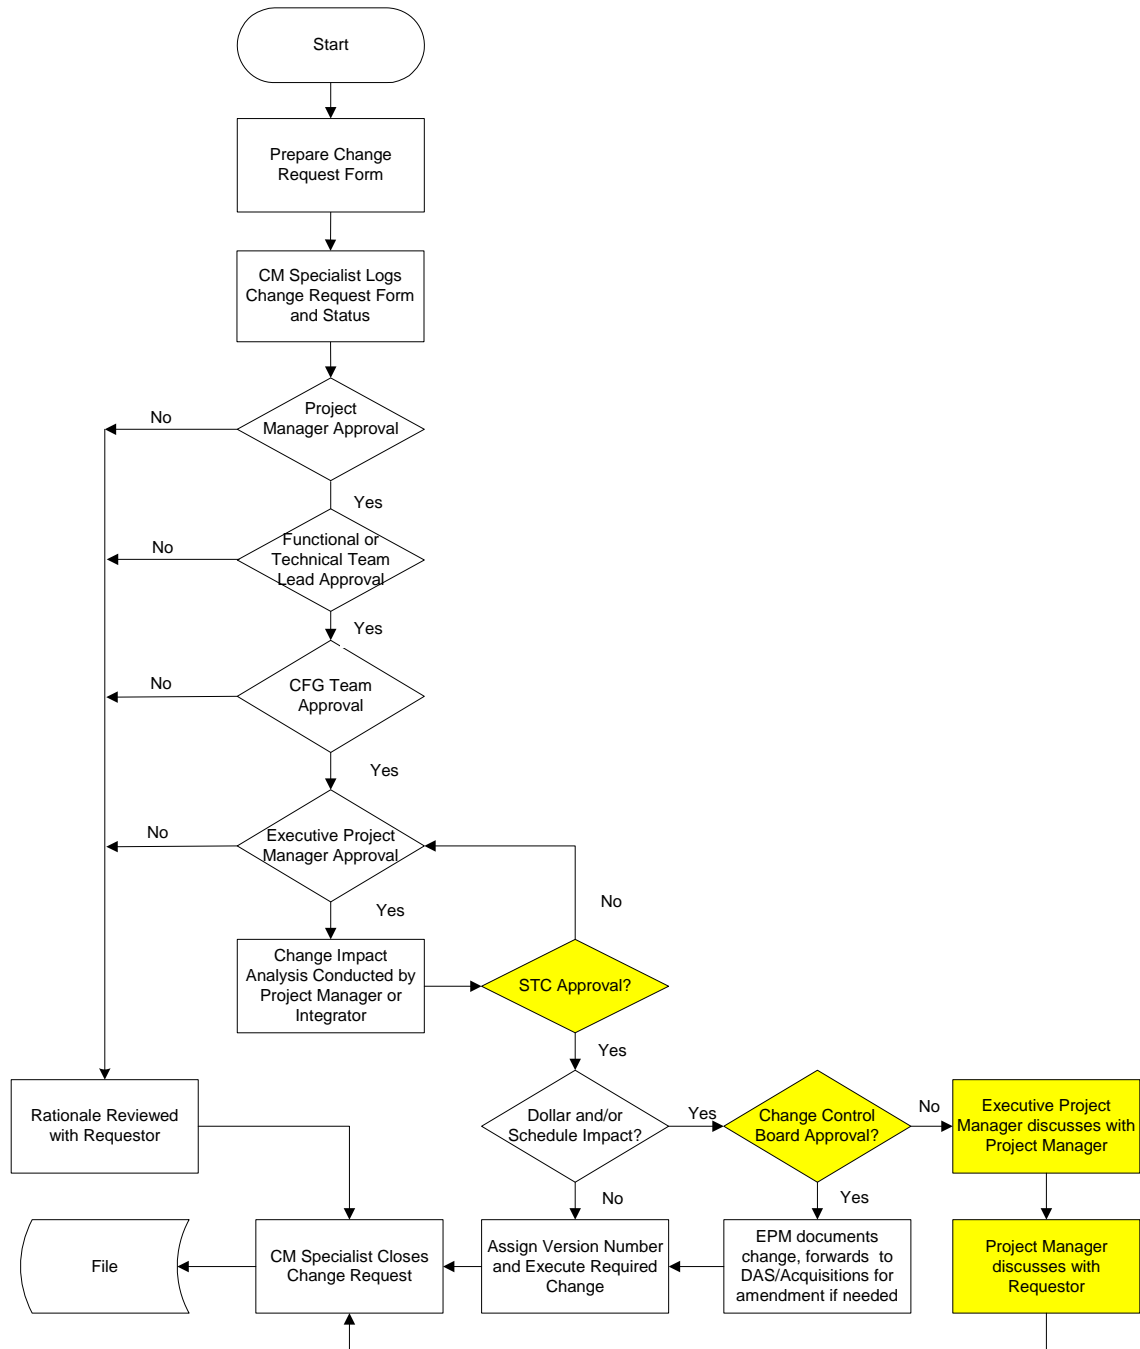 Start
Prepare Change
Request Form
CM Specialist Logs
Change Request Form
and Status
Project
Manager Approval
No
Yes
Functional or
Technical Team
Lead Approval
No
Yes
CFG Team
Approval
No
Yes
Executive Project
Manager Approval
No
Yes
No
Change Impact
Analysis Conducted by
Project Manager or
Integrator
STC Approval?
Yes
Rationale Reviewed
with Requestor
Dollar and/or
Schedule Impact?
Yes
Change Control
Board Approval?
No
Executive Project
Manager discusses with
Project Manager
No
Yes
File
CM Specialist Closes
Change Request
Assign Version Number
and Execute Required
Change
EPM documents
change, forwards to
DAS/Acquisitions for
amendment if needed
Project Manager
discusses with
Requestor